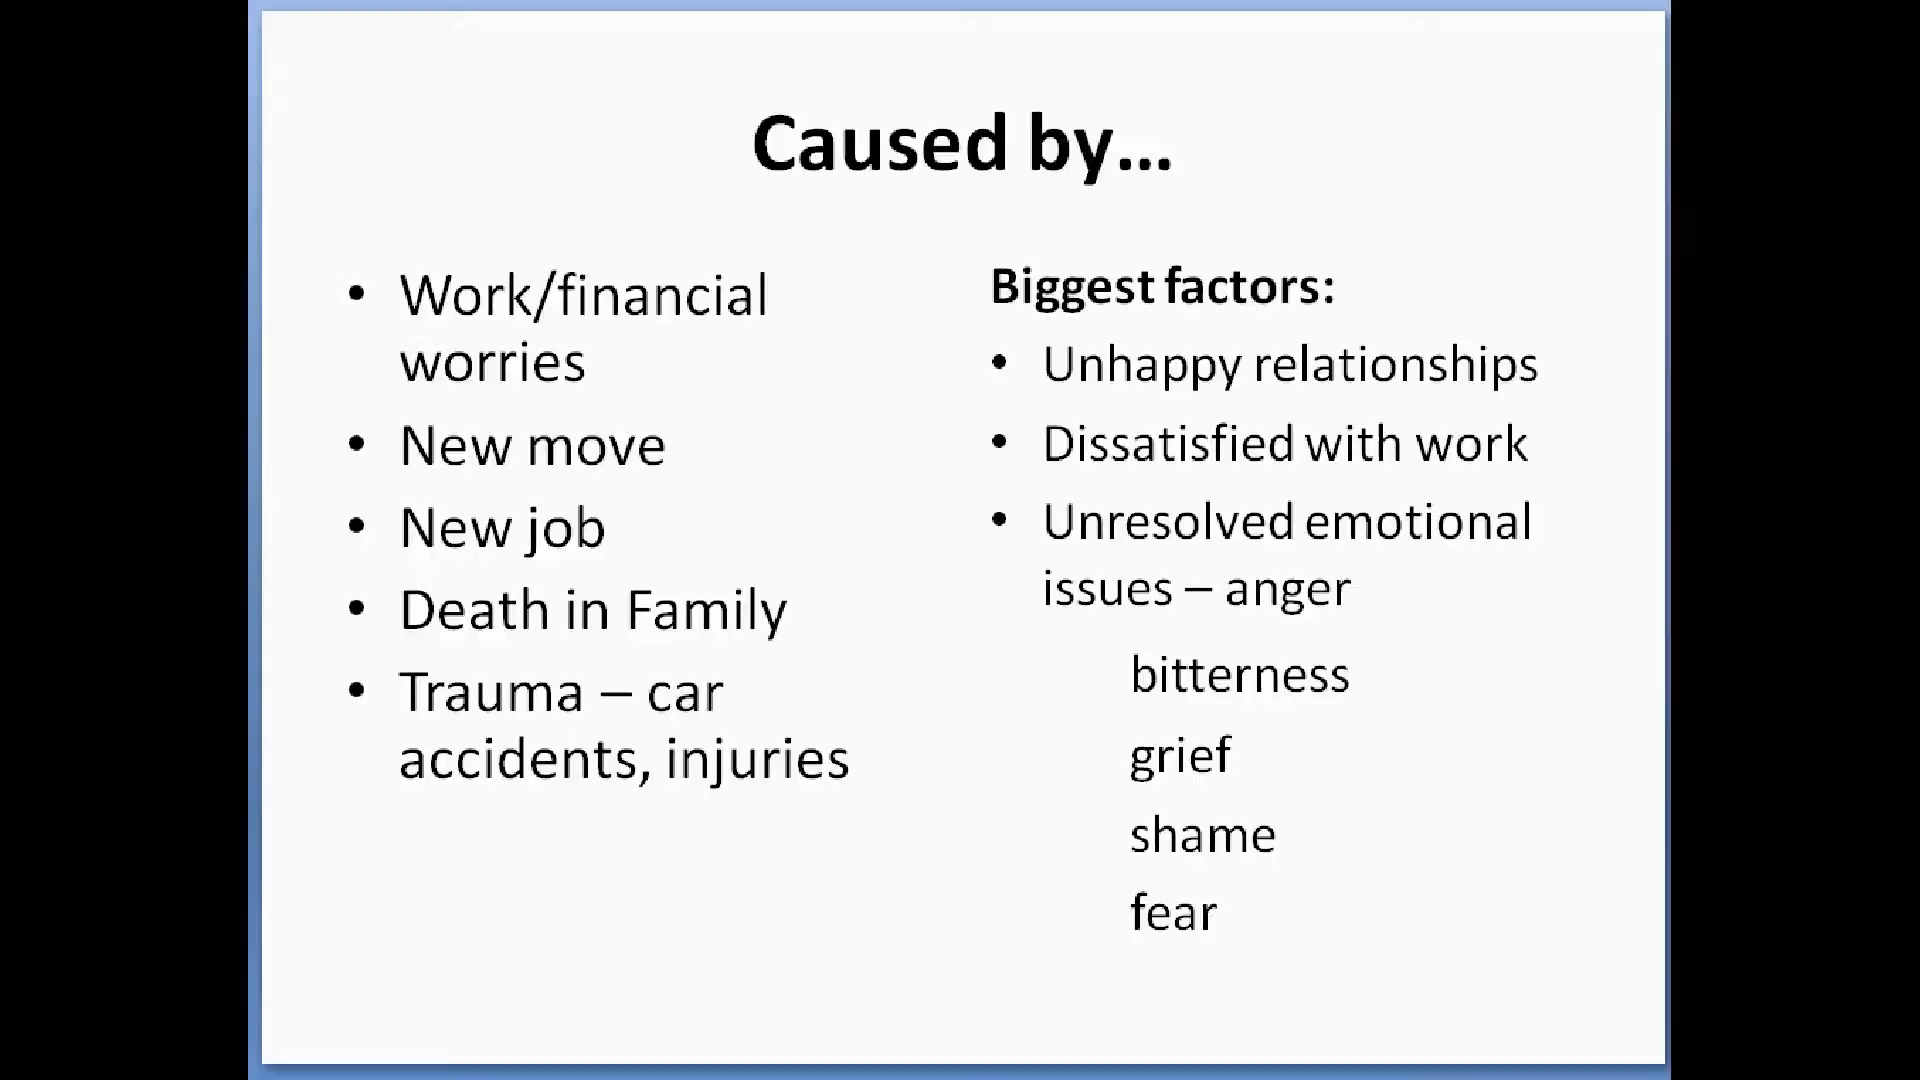 Caused by...
• Work/financial
worries
• New move
• New job
• Death in Family
• Trauma – car
accidents, injuries
Biggest factors:
• Unhappy relationships
• Dissatisfied with work
• Unresolved emotional
issues – anger
bitterness
grief
shame
fear